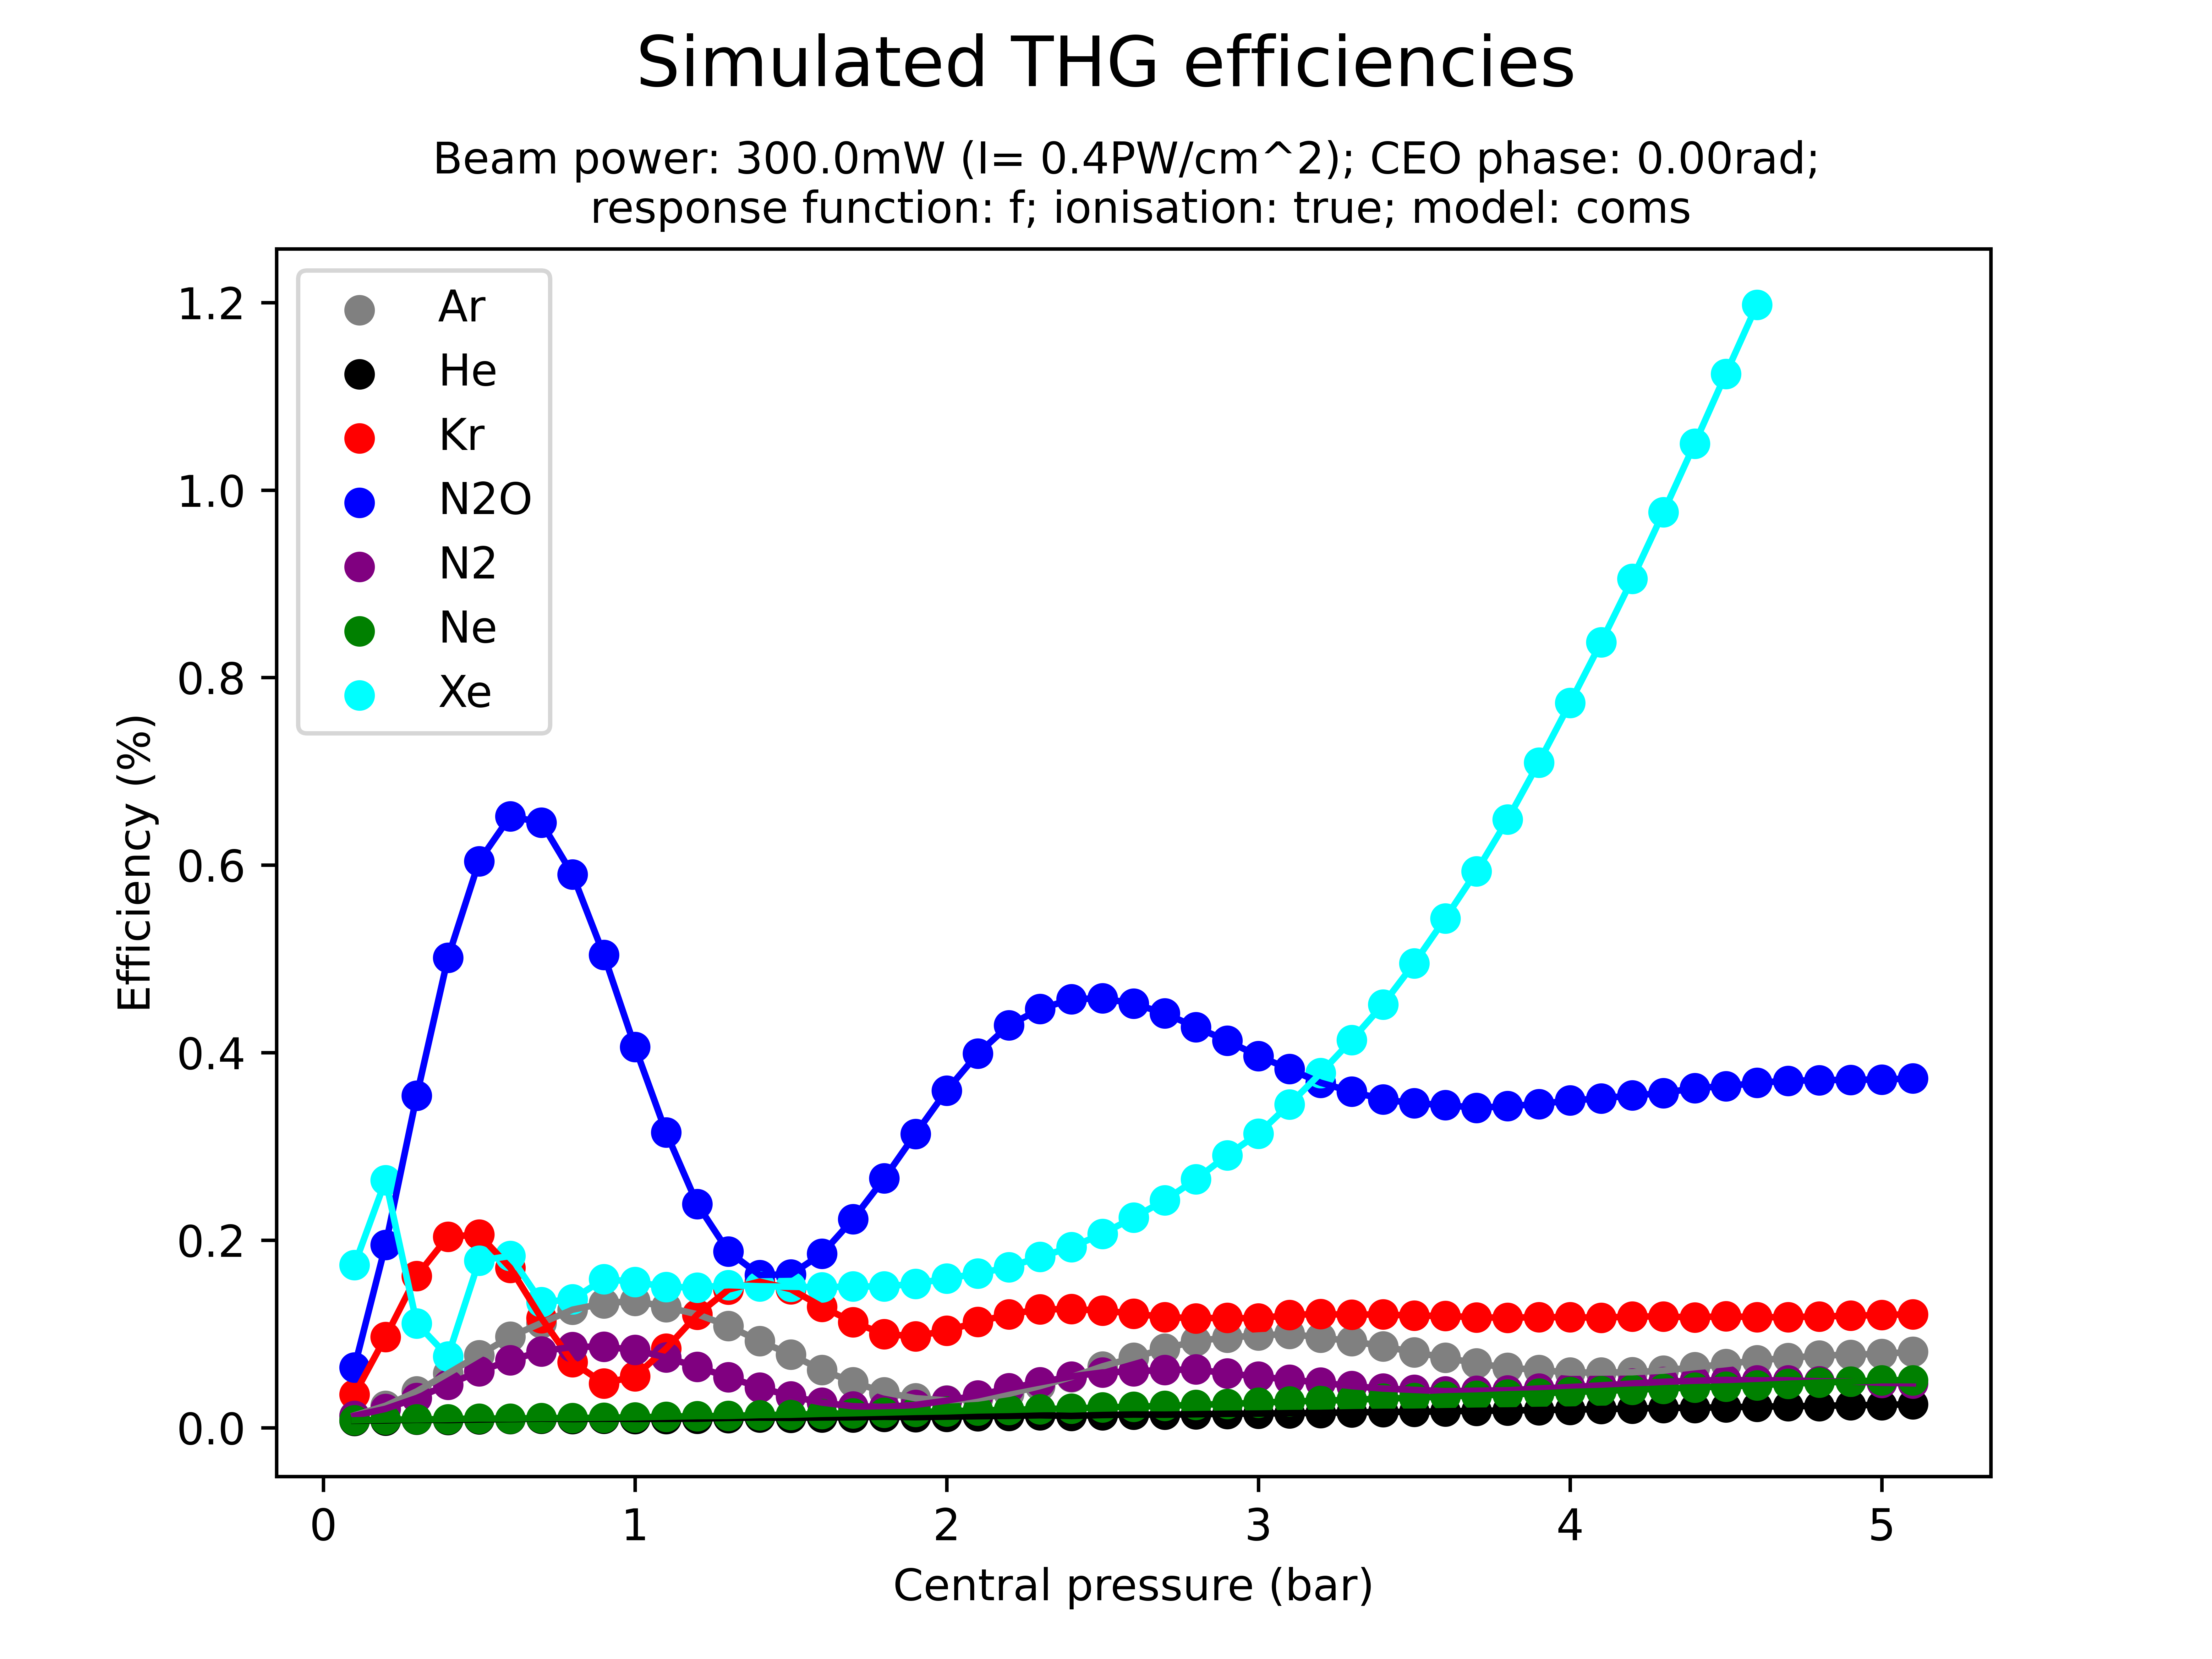 Simulated THG efficiencies
Beam power: 300.0mW (I= 0.4PW/cm^2); CEO phase: 0.00rad;
response function: f; ionisation: true; model: coms
Ar
He
Kr
N2O
N2
Ne
Xe
1.2
1.0
0.8
0.6
0.4
0.2
0.0
Efficiency (%)
0 1 2 3 4 5
Central pressure (bar)